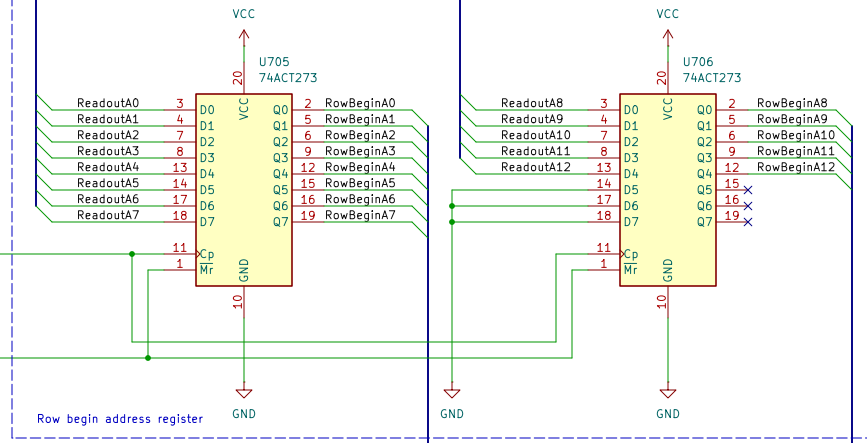 VCC
U705
74ACT273
20
VCC
ReadoutA0 3 D0 Q0 2 RowBeginA0
ReadoutA1 4 D1 Q1 5 RowBeginA1
ReadoutA2 7 D2 Q2 6 RowBeginA2
ReadoutA3 8 D3 Q3 9 RowBeginA3
ReadoutA4 13 D4 Q4 12 RowBeginA4
ReadoutA5 14 D5 Q5 15 RowBeginA5
ReadoutA6 17 D6 Q6 16 RowBeginA6
ReadoutA7 18 D7 Q7 19 RowBeginA7
11 Cp
1 Mr
GND
10
GND
VCC
U706
74ACT273
20
VCC
ReadoutA8 3 D0 Q0 2 RowBeginA8
ReadoutA9 4 D1 Q1 5 RowBeginA9
ReadoutA10 7 D2 Q2 6 RowBeginA10
ReadoutA11 8 D3 Q3 9 RowBeginA11
ReadoutA12 13 D4 Q4 12 RowBeginA12
14 D5 Q5 15
17 D6 Q6 16
18 D7 Q7 19
11 Cp
1 Mr
GND
10
GND
GND
Row begin address register